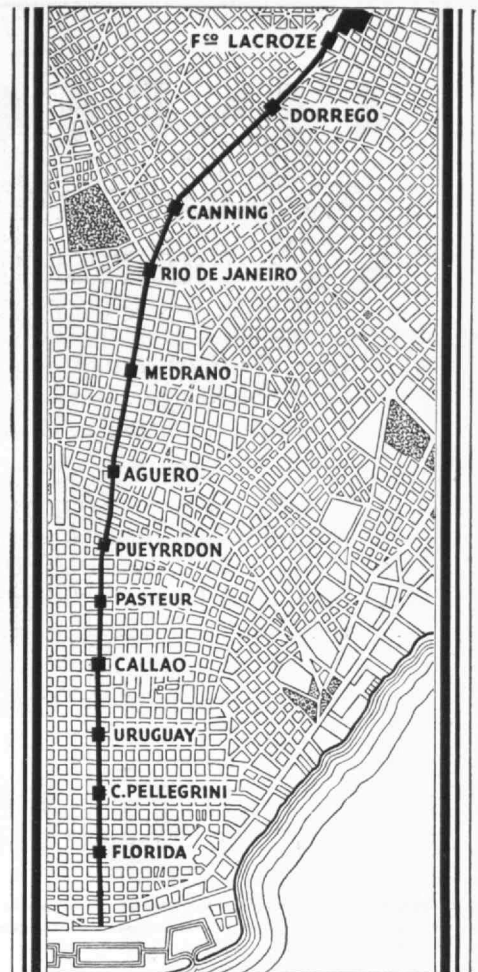 Fᶜᵒ LACROZE
DORREGO
CANNING
RIO DE JANEIRO
MEDRANO
AGUERO
PUEYRRDON
PASTEUR
CALLAO
URUGUAY
C.PELLEGRINI
FLORIDA